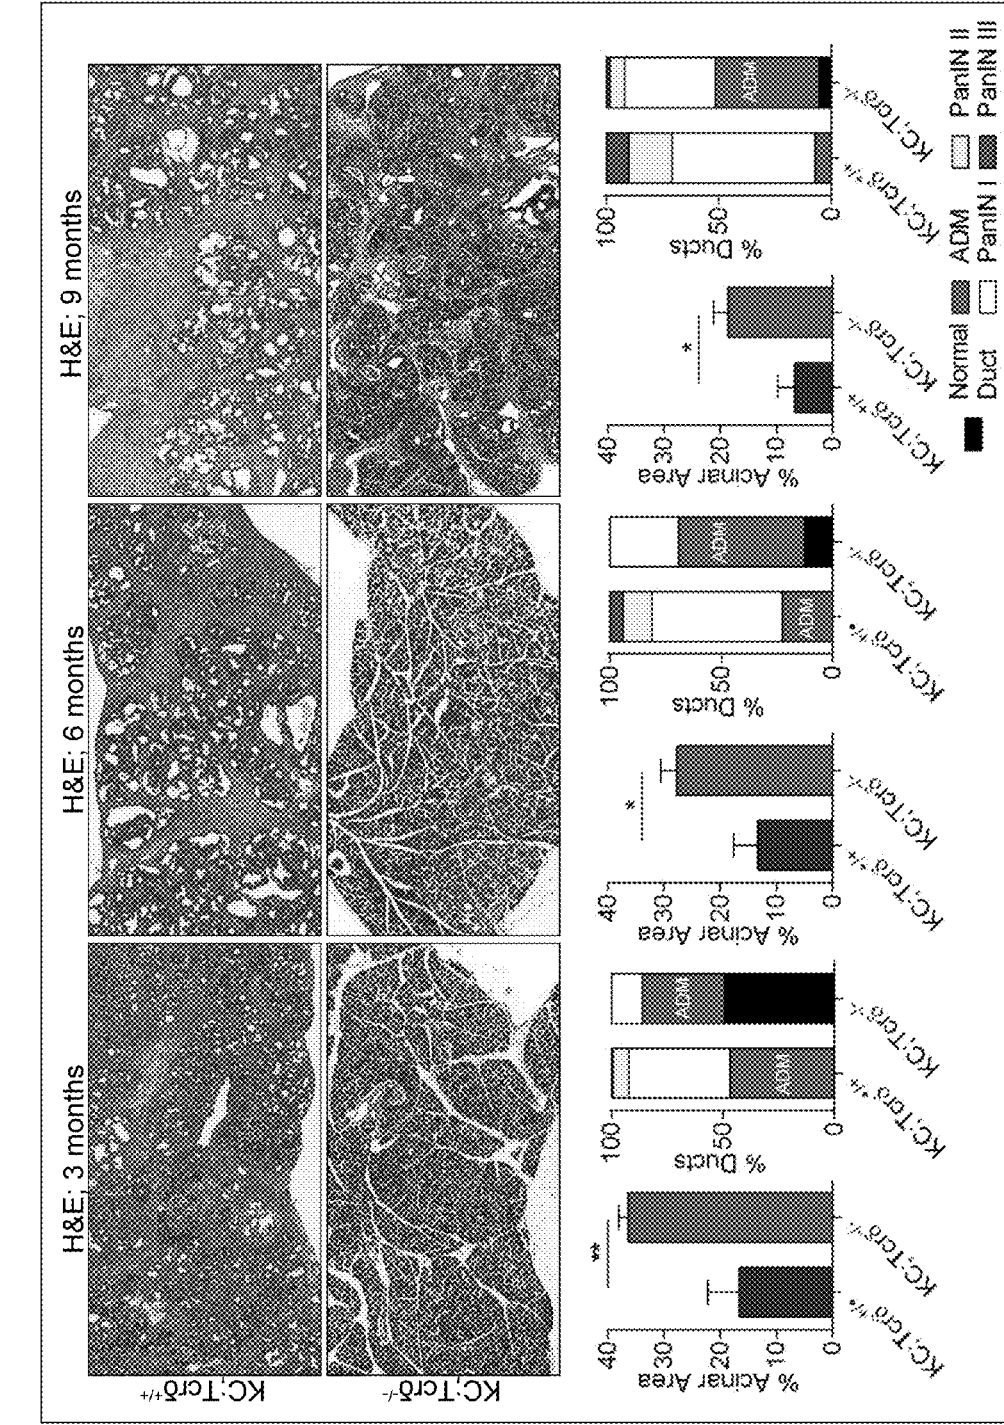 H&E; 3 months
H&E; 6 months
H&E; 9 months
KC;Tcrδ+/+
KC;Tcrδ-/-
% Acinar Area
40
30
20
10
0
**
KC;Tcrδ+/+
KC;Tcrδ-/-
% Ducts
100
50
0
ADM
ADM
KC;Tcrδ+/+
KC;Tcrδ-/-
% Acinar Area
40
30
20
10
0
*
KC;Tcrδ+/+
KC;Tcrδ-/-
% Ducts
100
50
0
ADM
ADM
KC;Tcrδ+/+
KC;Tcrδ-/-
% Acinar Area
40
30
20
10
0
*
KC;Tcrδ+/+
KC;Tcrδ-/-
% Ducts
100
50
0
ADM
KC;Tcrδ+/+
KC;Tcrδ-/-
Normal Duct
ADM
PanIN I
PanIN II
PanIN III